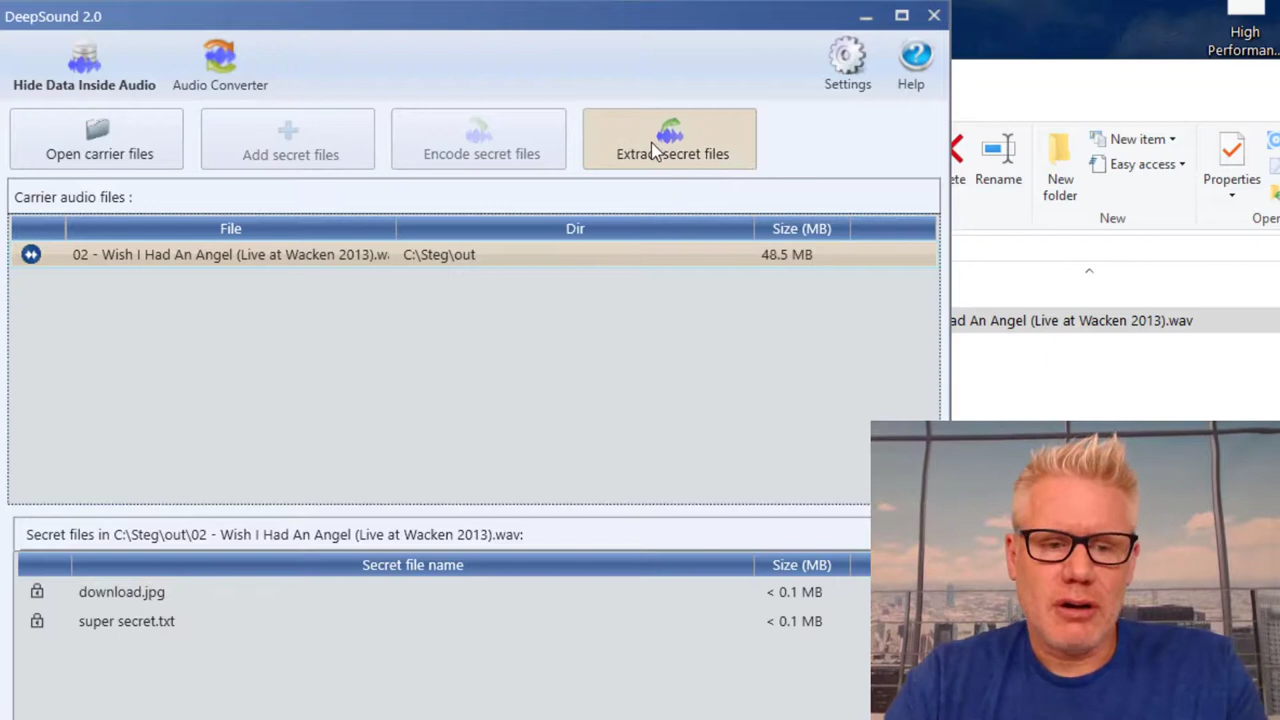 DeepSound 2.0
High
Performan...
Hide Data Inside Audio
Audio Converter
Settings
Help
Open carrier files
Add secret files
Encode secret files
Extract secret files
Rename
New
folder
New item
Easy access
Properties
New
Carrier audio files :
File
Dir
Size (MB)
02 - Wish I Had An Angel (Live at Wacken 2013).w
C:\Steg\out
48.5 MB
ad An Angel (Live at Wacken 2013).wav
Secret files in C:\Steg\out\02 - Wish I Had An Angel (Live at Wacken 2013).wav:
Secret file name
Size (MB)
download.jpg
< 0.1 MB
super secret.txt
< 0.1 MB